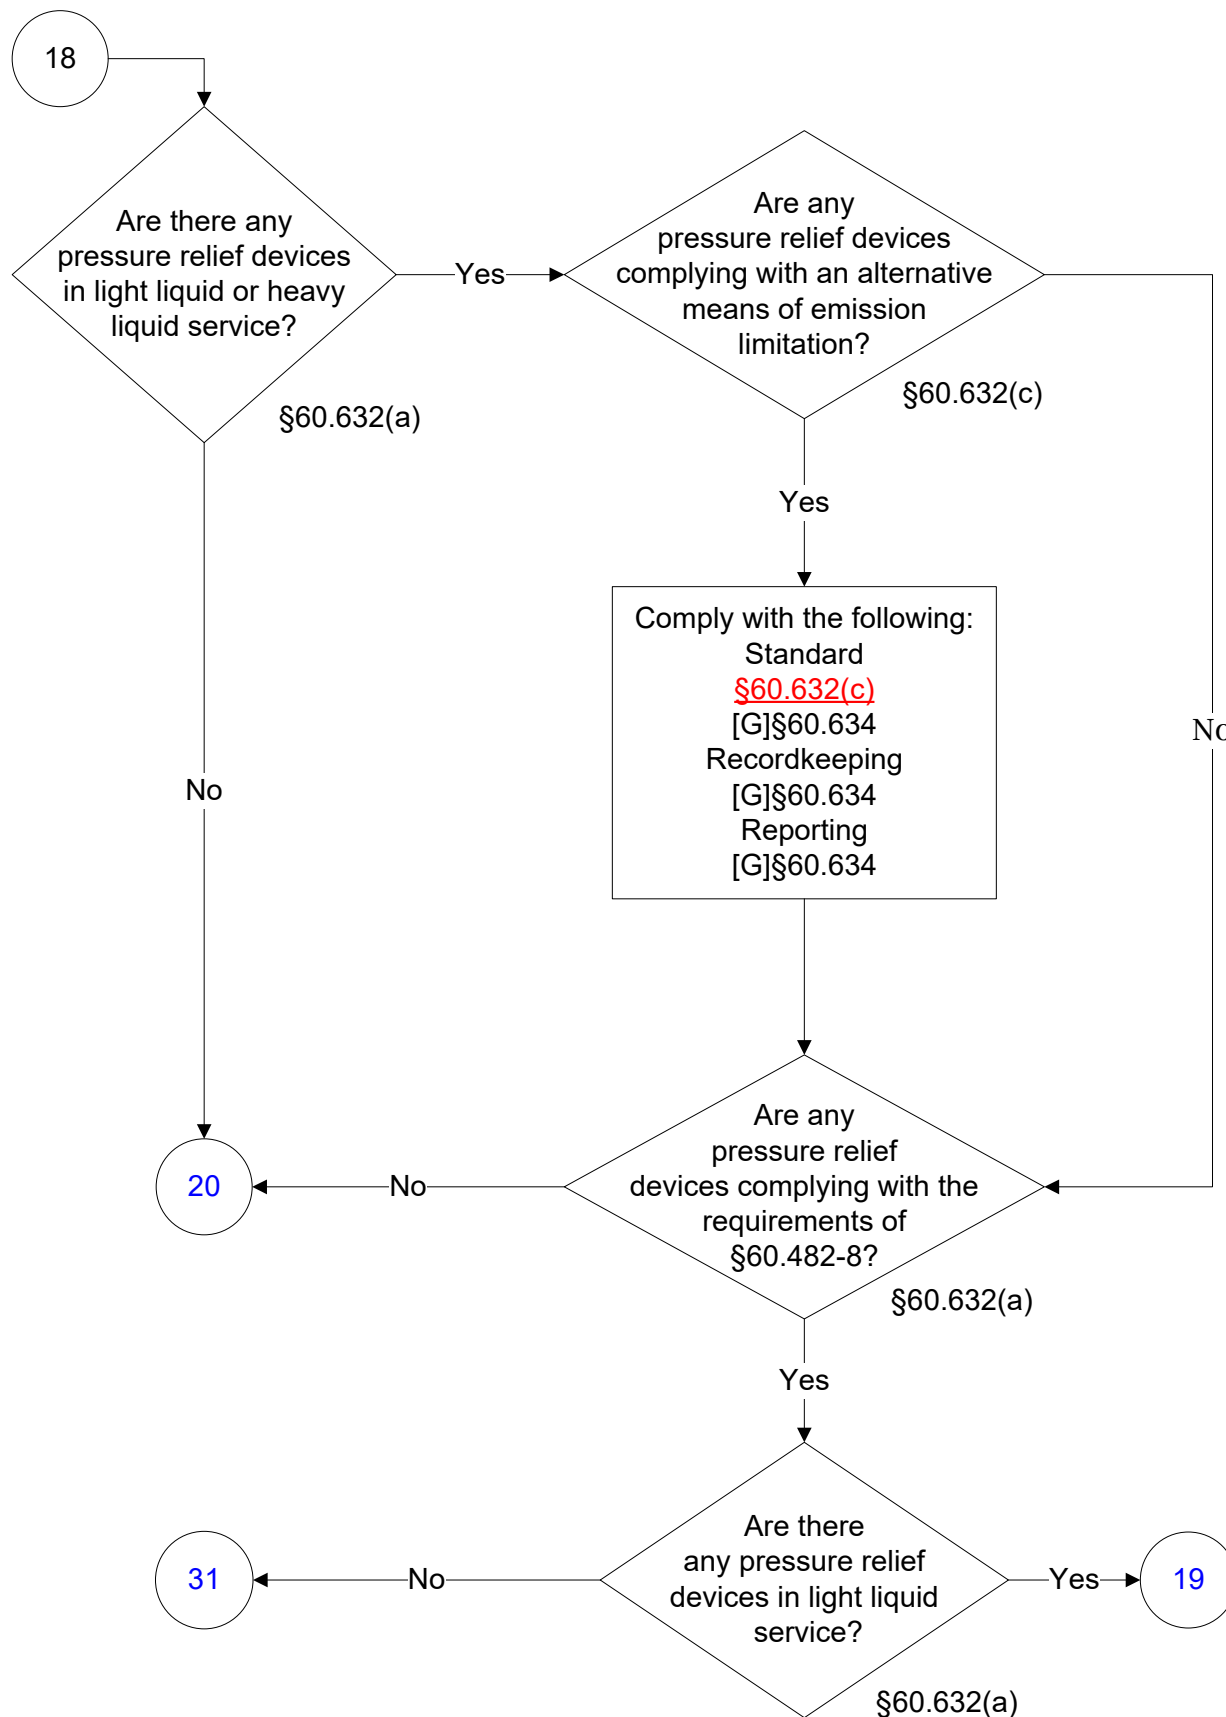 18
Are there any
pressure relief devices
in light liquid or heavy
liquid service?
§60.632(a)
Yes
Are any
pressure relief devices
complying with an alternative
means of emission
limitation?
§60.632(c)
Yes
Comply with the following:
Standard
§60.632(c)
[G]§60.634
Recordkeeping
[G]§60.634
Reporting
[G]§60.634
No
No
Are any
pressure relief
devices complying with the
requirements of
§60.482-8?
§60.632(a)
No
20
Yes
Are there
any pressure relief
devices in light liquid
service?
§60.632(a)
No
31
Yes
19